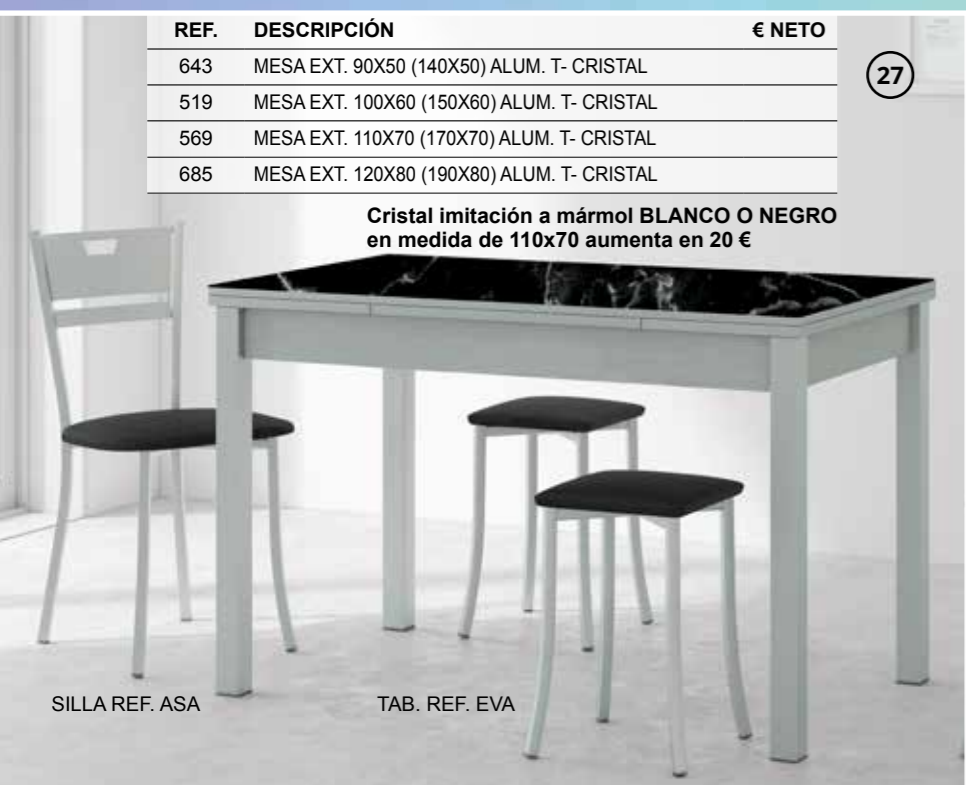 REF. DESCRIPCIÓN € NETO
643 MESA EXT. 90X50 (140X50) ALUM. T- CRISTAL
27
519 MESA EXT. 100X60 (150X60) ALUM. T- CRISTAL
569 MESA EXT. 110X70 (170X70) ALUM. T- CRISTAL
685 MESA EXT. 120X80 (190X80) ALUM. T- CRISTAL
Cristal imitación a mármol BLANCO O NEGRO
en medida de 110x70 aumenta en 20 €
SILLA REF. ASA
TAB. REF. EVA